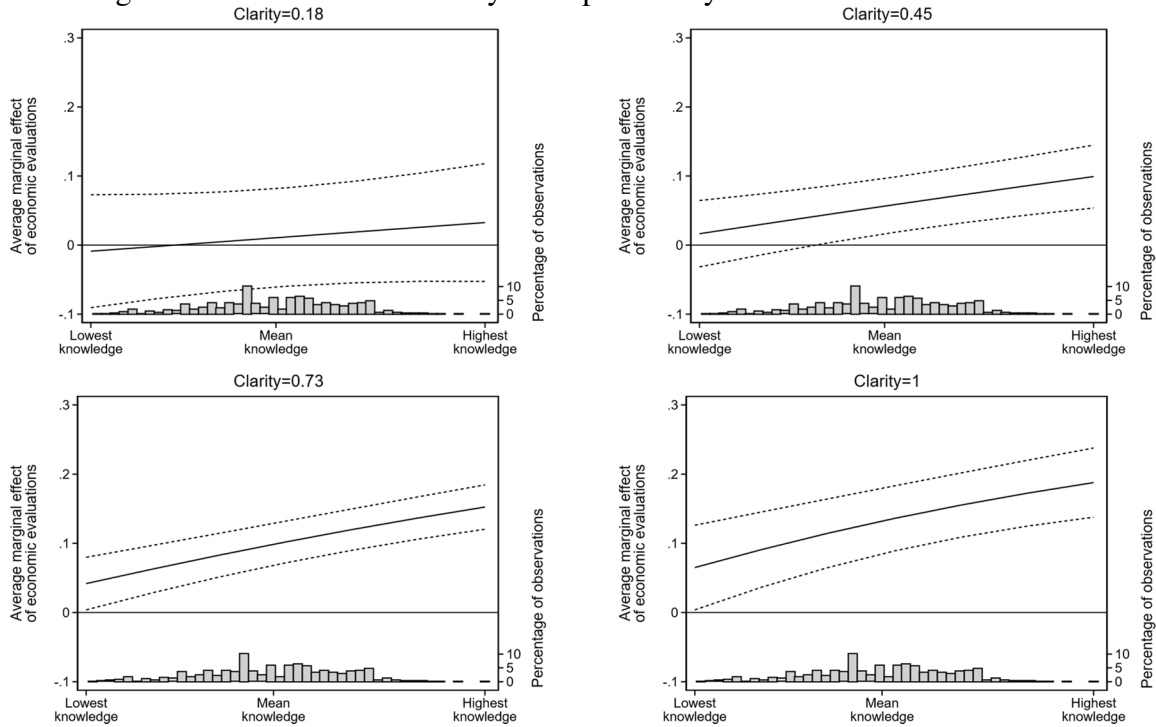 Clarity=0.18
.3
.2
.1
0
-.1
Average marginal effect
of economic evaluations
10
5
0
Percentage of observations
Lowest
knowledge
Mean
knowledge
Highest
knowledge
Clarity=0.45
.3
.2
.1
0
-.1
Average marginal effect
of economic evaluations
10
5
0
Percentage of observations
Lowest
knowledge
Mean
knowledge
Highest
knowledge
Clarity=0.73
.3
.2
.1
0
-.1
Average marginal effect
of economic evaluations
10
5
0
Percentage of observations
Lowest
knowledge
Mean
knowledge
Highest
knowledge
Clarity=1
.3
.2
.1
0
-.1
Average marginal effect
of economic evaluations
10
5
0
Percentage of observations
Lowest
knowledge
Mean
knowledge
Highest
knowledge